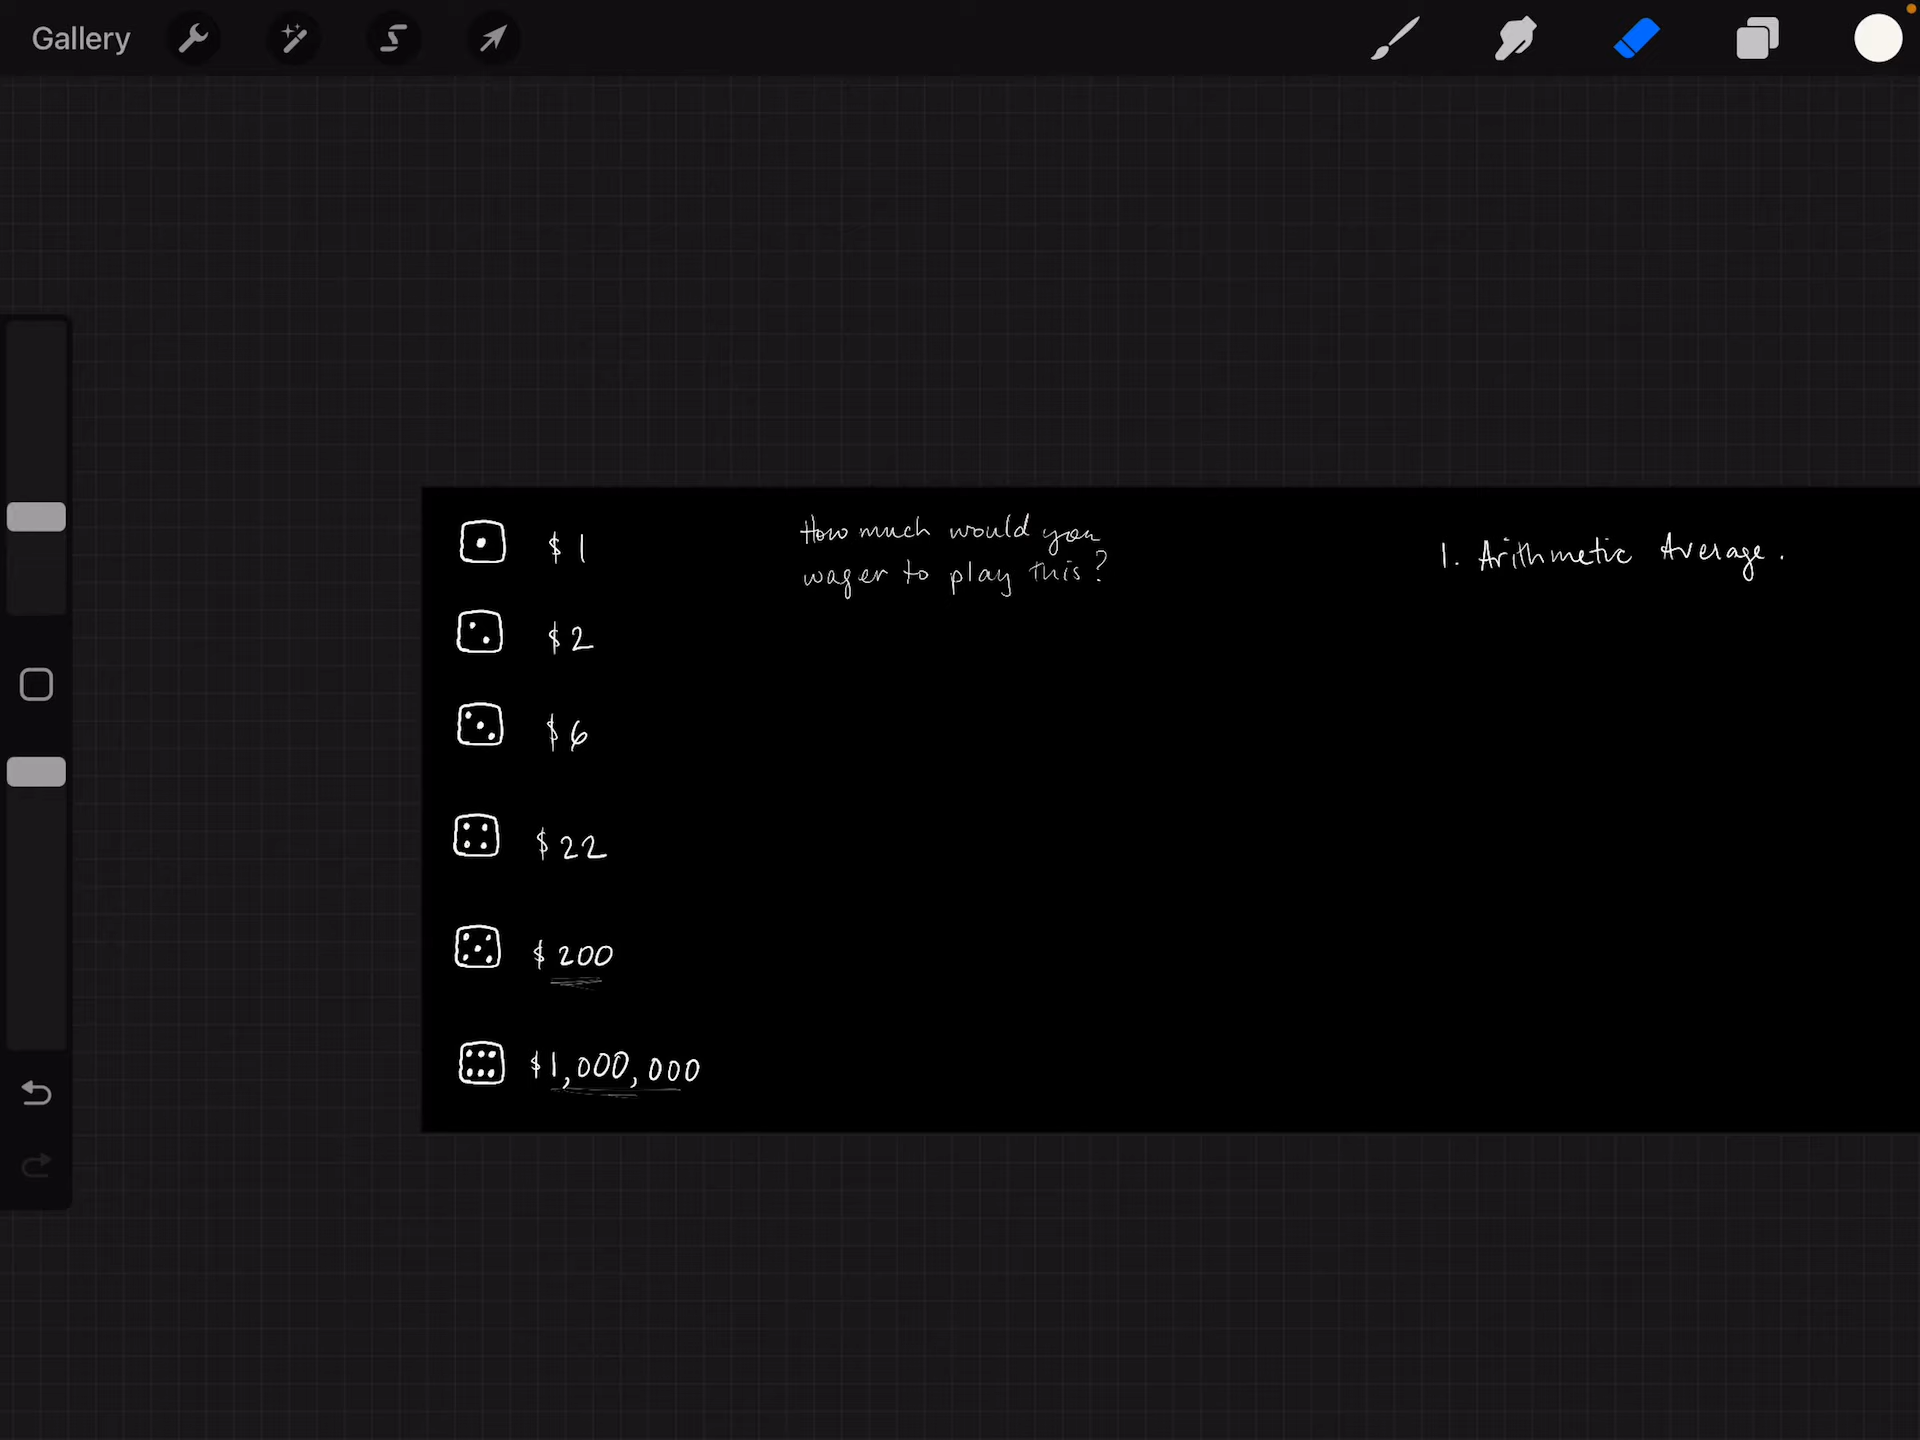 Gallery
$ 1
How much would you
wager to play this?
1. Arithmetic Average.
$ 2
$ 6
$ 22
$ 200
$1,000,000